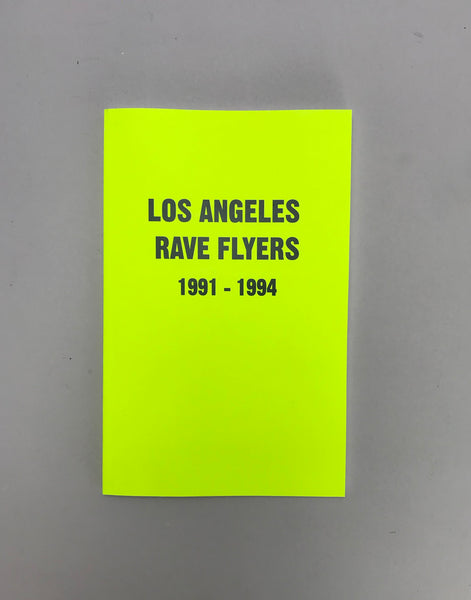 LOS ANGELES
RAVE FLYERS
1991 - 1994